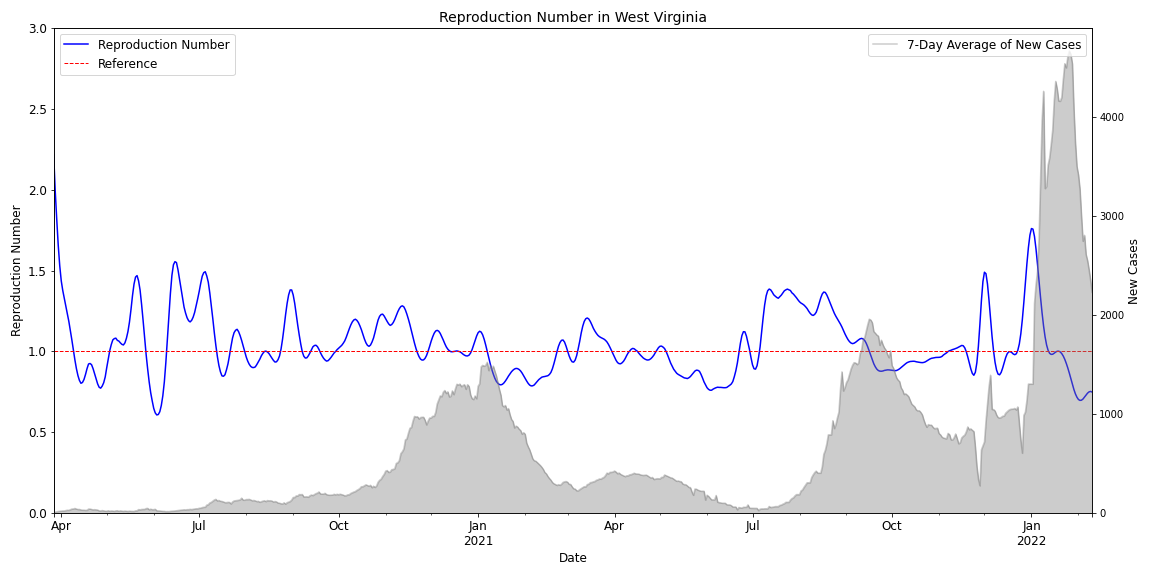 Reproduction Number in West Virginia
Reproduction Number
Reference
7-Day Average of New Cases
3.0
2.5
2.0
1.5
1.0
0.5
0.0
Reproduction Number
4000
3000
2000
1000
0
New Cases
Apr Jul Oct Jan Apr Jul Oct Jan
2021 2022
Date